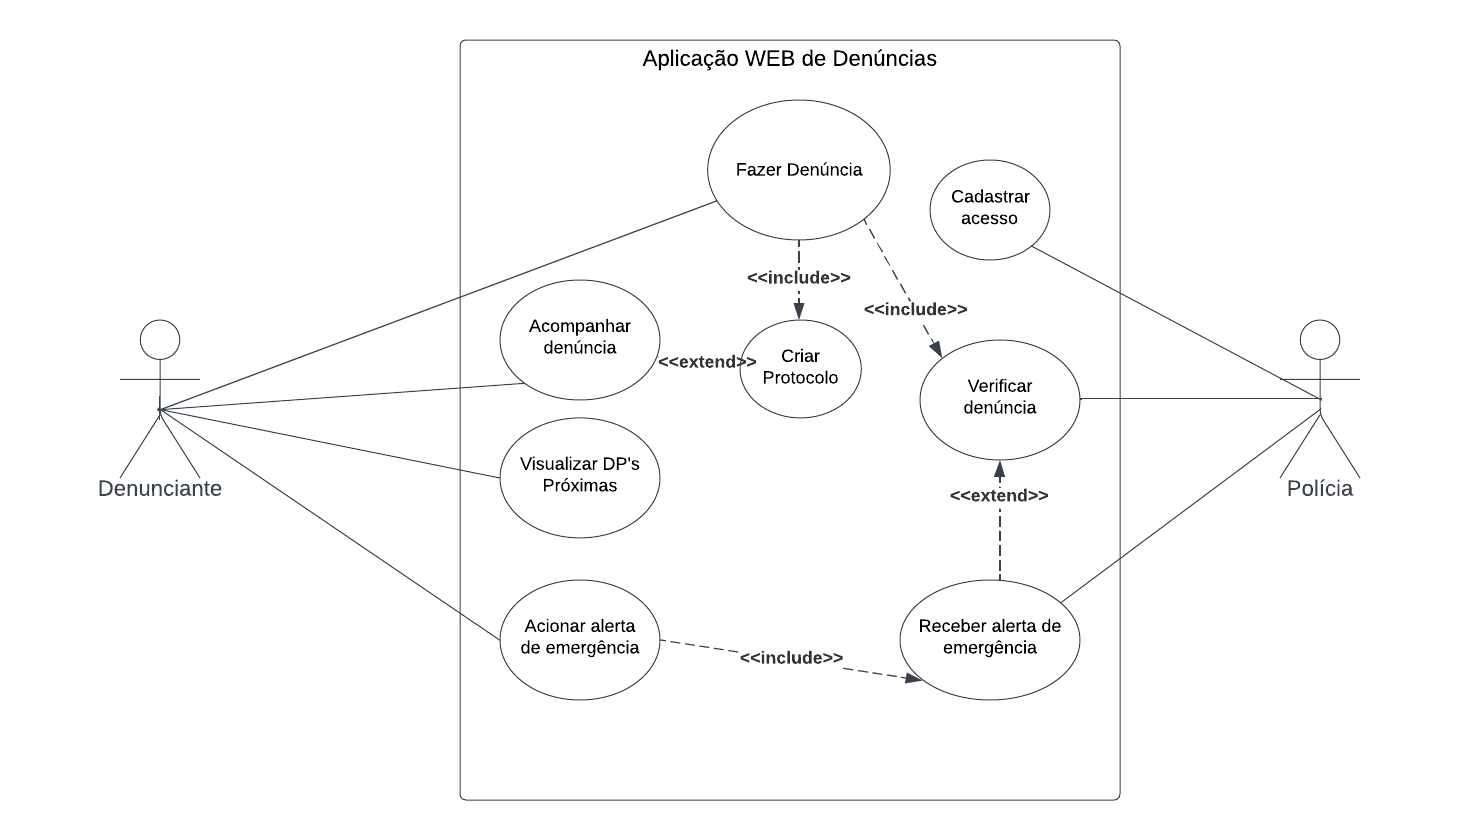 Aplicação WEB de Denúncias
Fazer Denúncia
Cadastrar
acesso
<<include>>
<<include>>
Acompanhar
denúncia
<<extend>>
Criar
Protocolo
Verificar
denúncia
Visualizar DP's
Próximas
Denunciante
Polícia
<<extend>>
Acionar alerta
de emergência
<<include>>
Receber alerta de
emergência